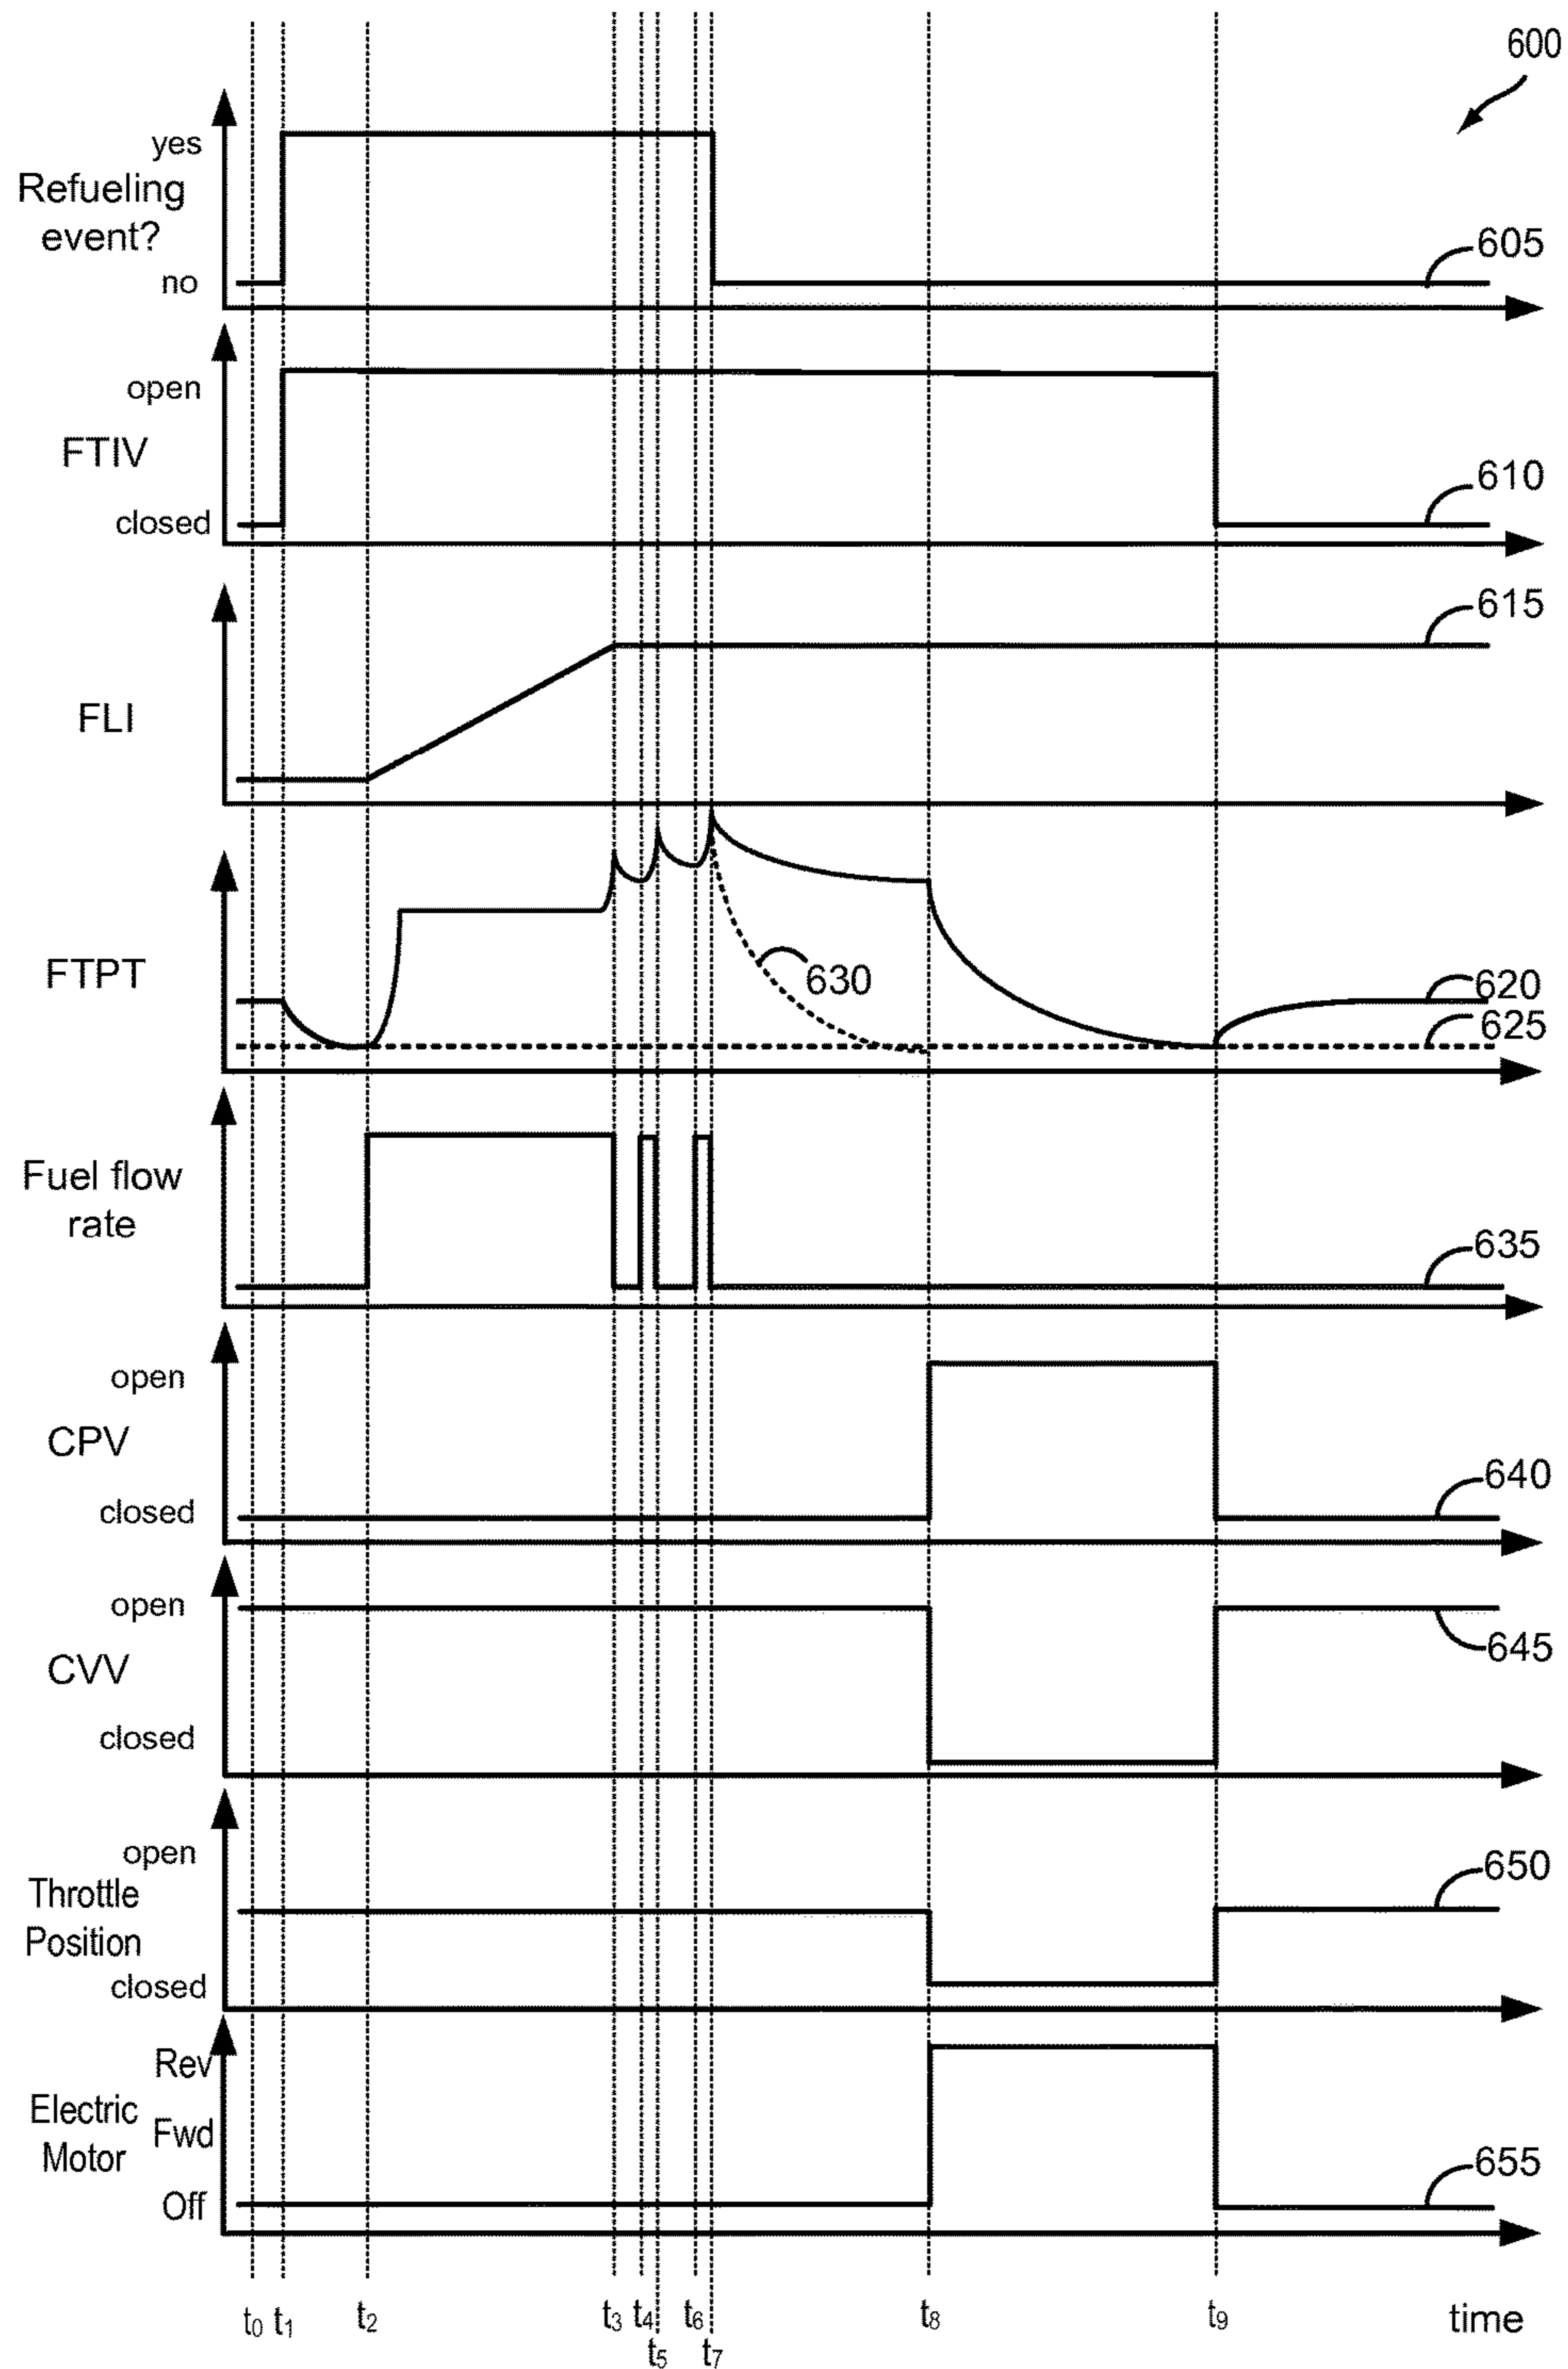 600
yes
Refueling
event?
no
605
open
FTIV
closed
610
615
FLI
FTPT
630
620
625
Fuel flow
rate
635
open
CPV
closed
640
open
CVV
closed
645
open
Throttle
Position
closed
650
Rev
Electric
Fwd
Motor
Off
655
t0 t1 t2 t3 t4 t5 t6 t7 t8 t9 time